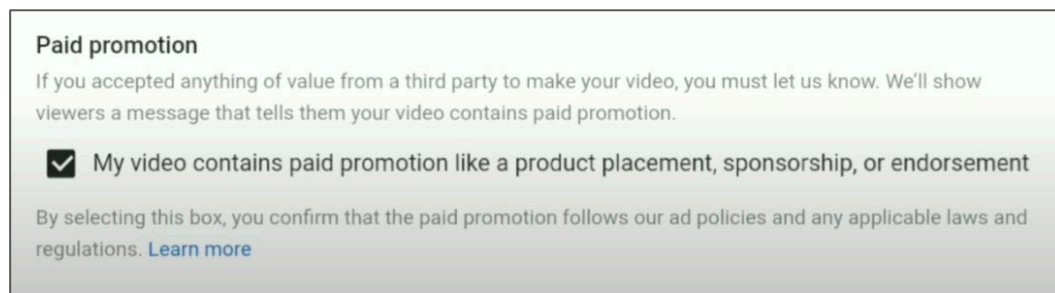 Paid promotion
If you accepted anything of value from a third party to make your video, you must let us know. We’ll show
viewers a message that tells them your video contains paid promotion.
My video contains paid promotion like a product placement, sponsorship, or endorsement
By selecting this box, you confirm that the paid promotion follows our ad policies and any applicable laws and
regulations. Learn more